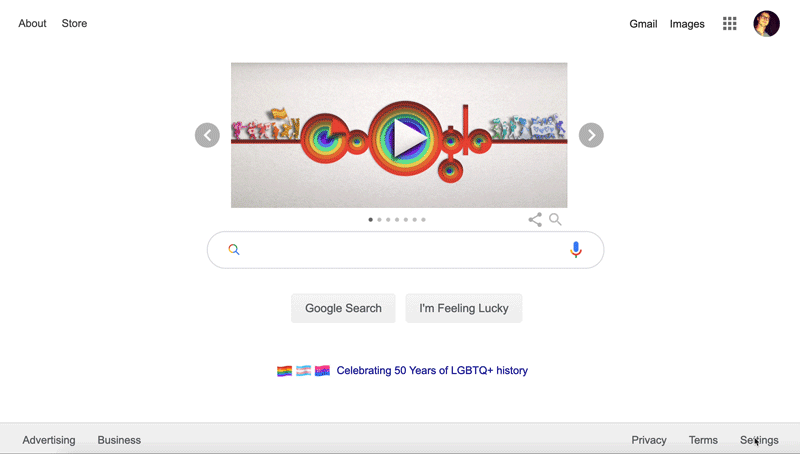 About Store
Gmail Images
Google
Google Search I'm Feeling Lucky
Celebrating 50 Years of LGBTQ+ history
Advertising Business
Privacy Terms Settings